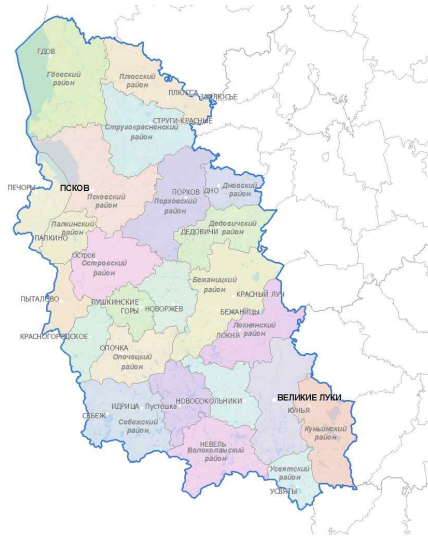 ГДОВ
Гдовский
район
Плюсский
район
ПЛЮССА
ЗАПЛЮСЬЕ
СТРУГИ-КРАСНЫЕ
Стругокрасненский
район
ПЕЧОРЫ
ПСКОВ
Псковский
район
ПОРХОВ
ДНО
Дновский
район
Порховский
район
Палкинский
район
ПАЛКИНО
Дедовичский
район
ДЕДОВИЧИ
Остров
Островский
район
Бежаницкий
район
ПЫТАЛОВО
ПУШКИНСКИЕ
ГОРЫ
НОВОРЖЕВ
КРАСНЫЙ ЛУЧ
БЕЖАНИЦЫ
КРАСНОГОРОДСКОЕ
Локнянский
район
ЛОКНЯ
ОПОЧКА
Опочецкий
район
ВЕЛИКИЕ ЛУКИ
СЕБЕЖ
ИДРИЦА
Пустошка
НОВОСОКОЛЬНИКИ
КУНЬЯ
Себежский
район
Куньинский
район
НЕВЕЛЬ
Волоколамский
район
Усвятский
район
УСВЯТЫ